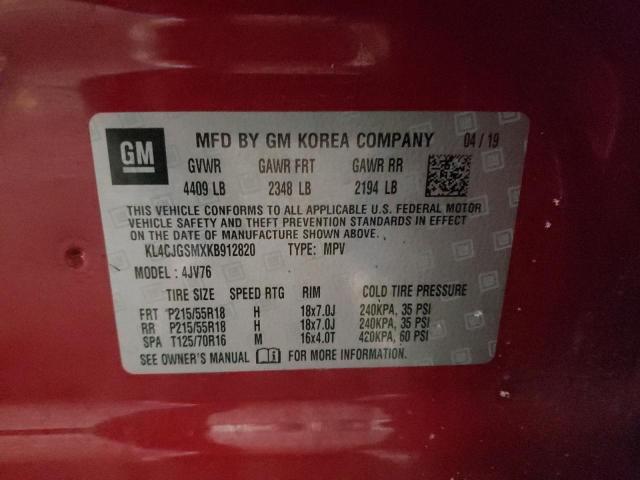 GM MFD BY GM KOREA COMPANY 04/19
GVWR GAWR FRT GAWR RR
4409 LB 2348 LB 2194 LB
THIS VEHICLE CONFORMS TO ALL APPLICABLE U.S. FEDERAL MOTOR
VEHICLE SAFETY AND THEFT PREVENTION STANDARDS IN EFFECT
ON THE DATE OF MANUFACTURE SHOWN ABOVE.
KL4CJGSMXKB912820 TYPE: MPV
MODEL: 4JV76
TIRE SIZE SPEED RTG RIM COLD TIRE PRESSURE
FRT P215/55R18 H 18x7.0J 240KPA, 35 PSI
RR P215/55R18 H 18x7.0J 240KPA, 35 PSI
SPA T125/70R16 M 16x4.0T 420KPA, 60 PSI
SEE OWNER'S MANUAL FOR MORE INFORMATION